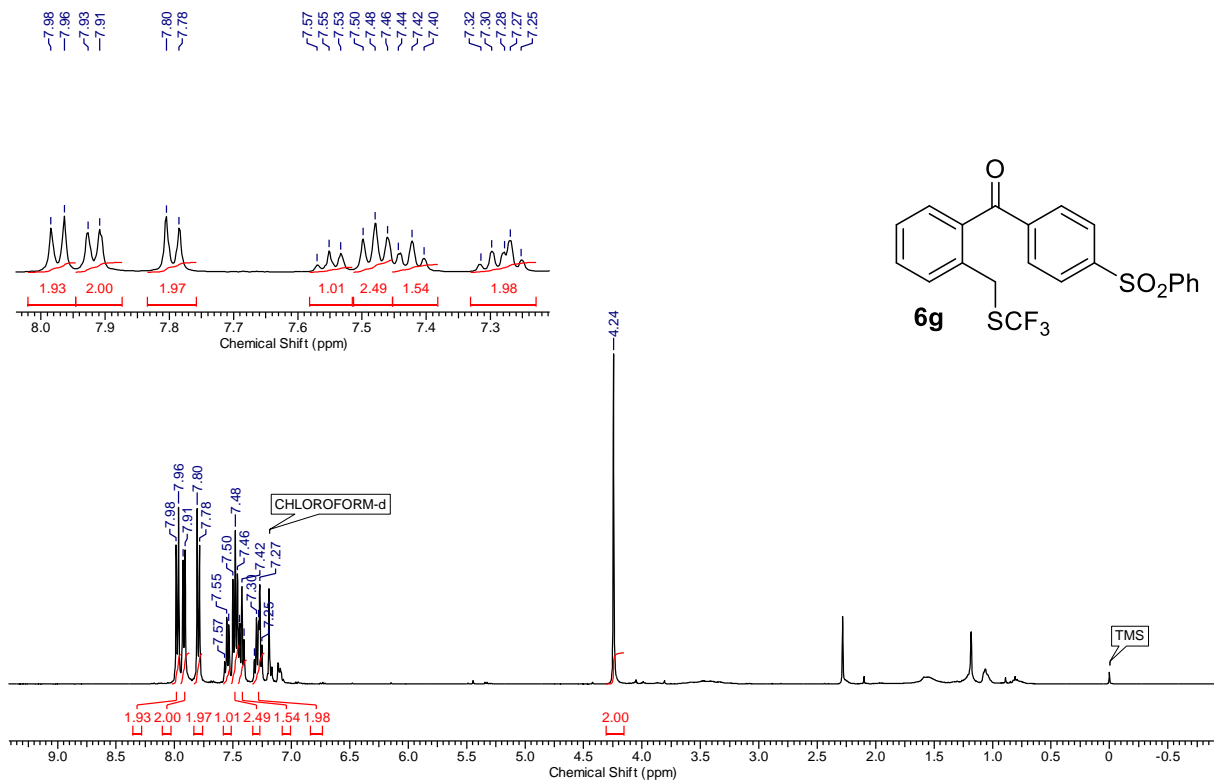 7.98 7.96 7.93 7.91 7.80 7.78 7.57 7.55 7.53 7.50 7.48 7.46 7.44 7.42 7.40 7.32 7.30 7.28 7.27 7.25
1.93 2.00 1.97 1.01 2.49 1.54 1.98
8.0 7.9 7.8 7.7 7.6 7.5 7.4 7.3
Chemical Shift (ppm)
O
SO2Ph
6g
SCF3
4.24
7.98 7.96 7.91 7.80 7.78 7.57 7.55 7.50 7.48 7.46 7.30 7.42 7.27 7.25
CHLOROFORM-d
TMS
1.93 2.00 1.97 1.01 2.49 1.54 1.98 2.00
9.0 8.5 8.0 7.5 7.0 6.5 6.0 5.5 5.0 4.5 4.0 3.5 3.0 2.5 2.0 1.5 1.0 0.5 0 -0.5
Chemical Shift (ppm)